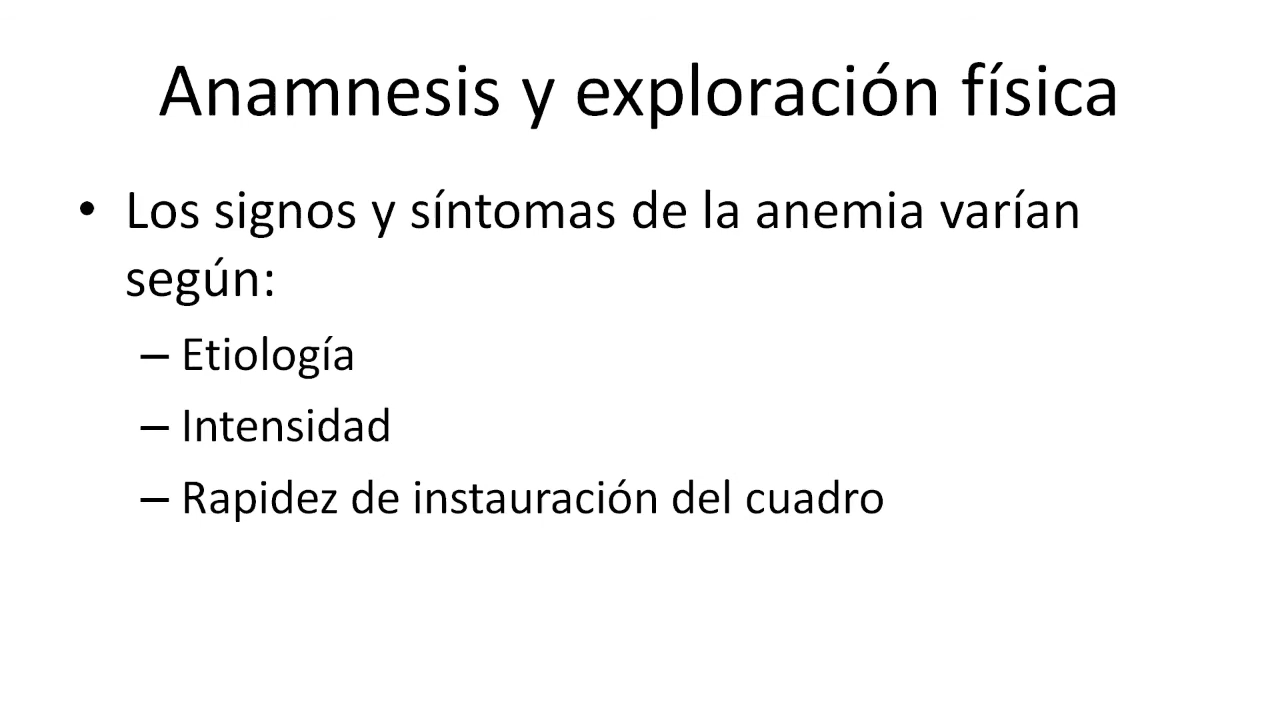 Anamnesis y exploración física
• Los signos y síntomas de la anemia varían
según:
– Etiología
– Intensidad
– Rapidez de instauración del cuadro